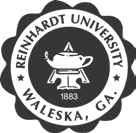 REINHARDT UNIVERSITY
1883
WALESKA, GA.